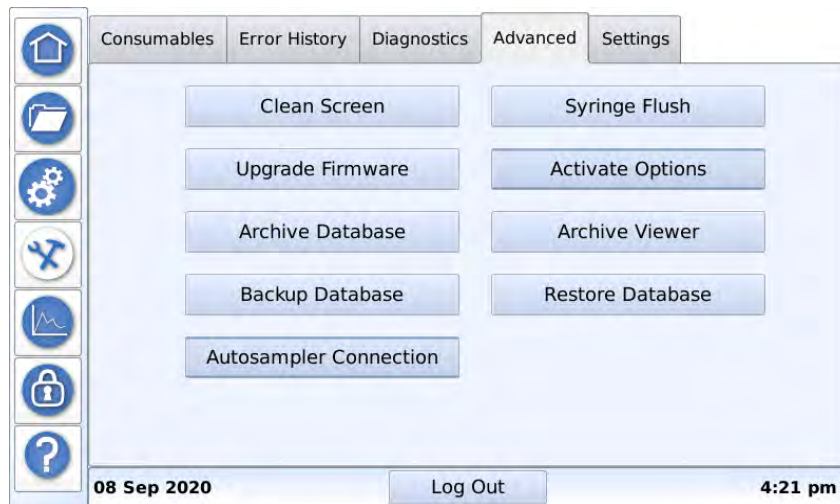 Consumables Error History Diagnostics Advanced Settings
Clean Screen Syringe Flush
Upgrade Firmware Activate Options
Archive Database Archive Viewer
Backup Database Restore Database
Autosampler Connection
?
08 Sep 2020 Log Out 4:21 pm